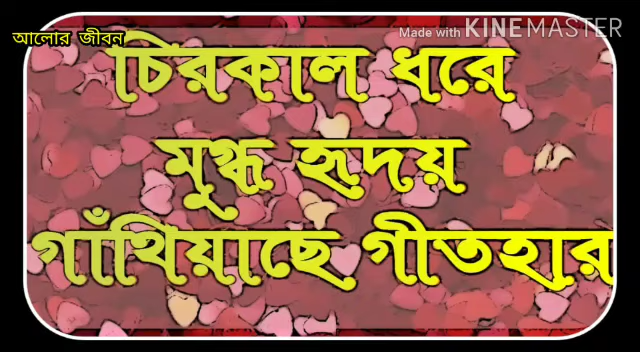 Made with KINEMASTER
আলোর জীবন
চিরকাল ধরে
মুগ্ধ হৃদয়
গাঁথিয়াছে গীতহার